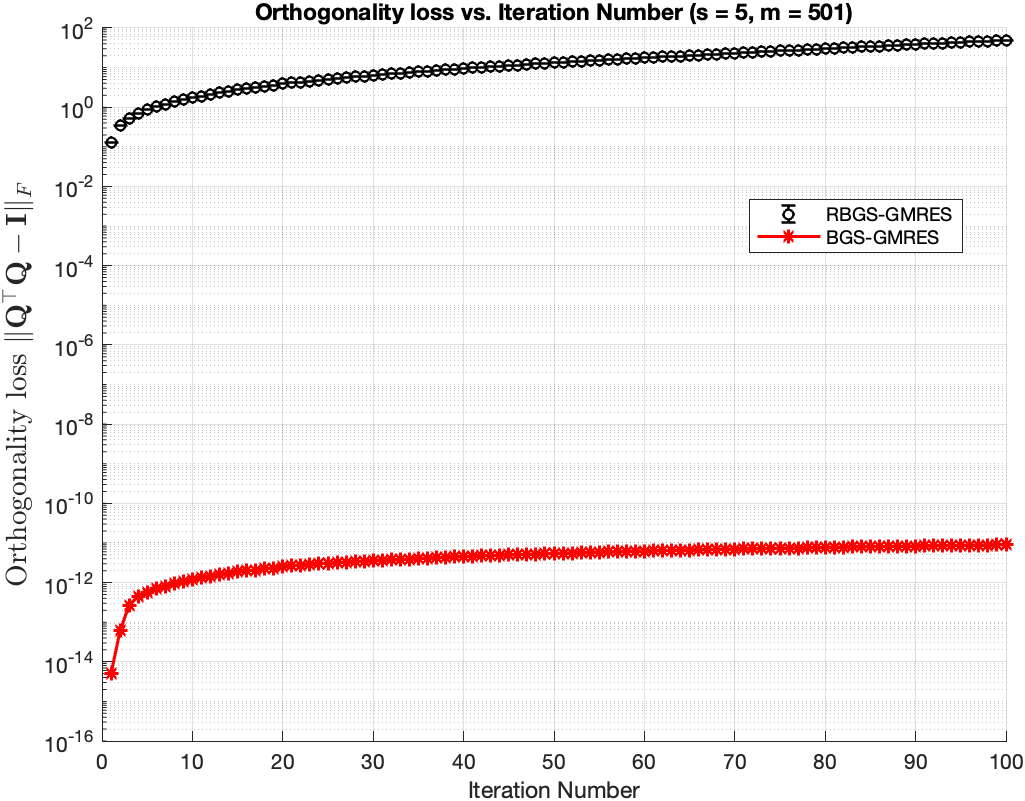 Orthogonality loss vs. Iteration Number (s = 5, m = 501)
10^2
10^0
10^-2
10^-4
10^-6
10^-8
10^-10
10^-12
10^-14
10^-16
Orthogonality loss ‖Q^⊤Q − I‖_F
RBGS-GMRES
BGS-GMRES
0 10 20 30 40 50 60 70 80 90 100
Iteration Number